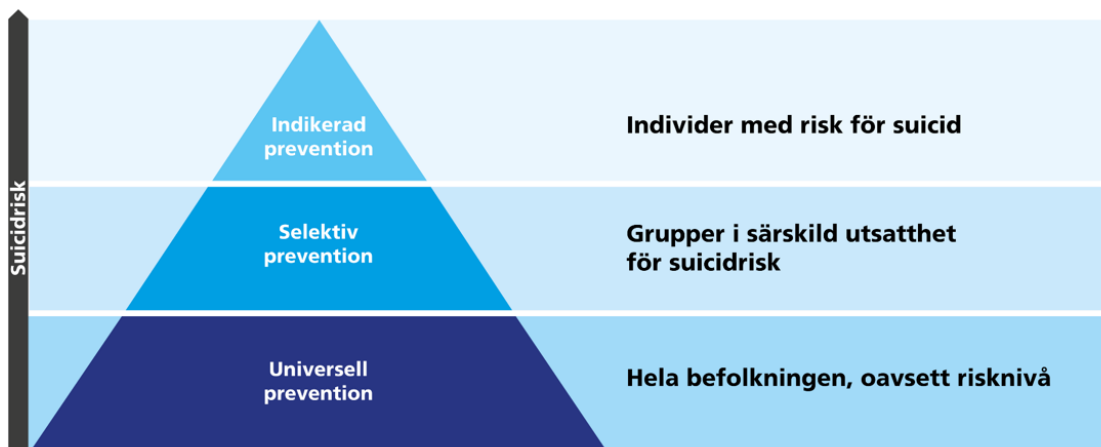 Suicidrisk
Indikerad
prevention
Individer med risk för suicid
Selektiv
prevention
Grupper i särskild utsatthet
för suicidrisk
Universell
prevention
Hela befolkningen, oavsett risknivå